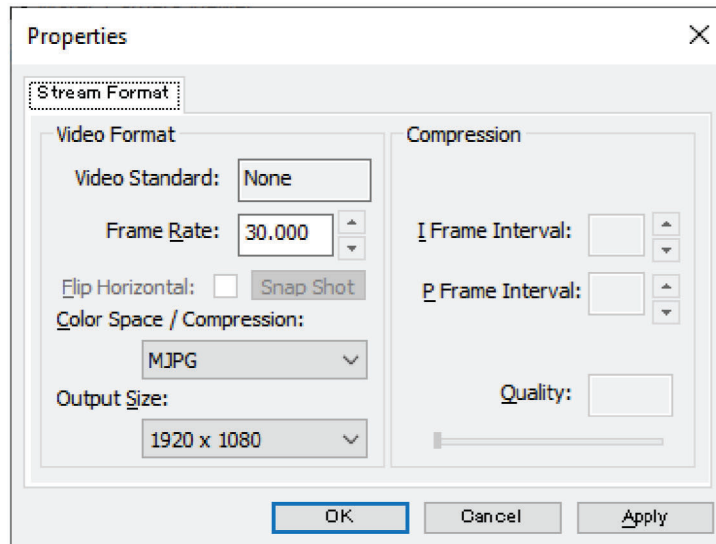 Properties
Stream Format
Video Format
Video Standard: None
Frame Rate: 30.000
Flip Horizontal: Snap Shot
Color Space / Compression:
MJPG
Output Size:
1920 x 1080
Compression
I Frame Interval:
P Frame Interval:
Quality:
OK Cancel Apply